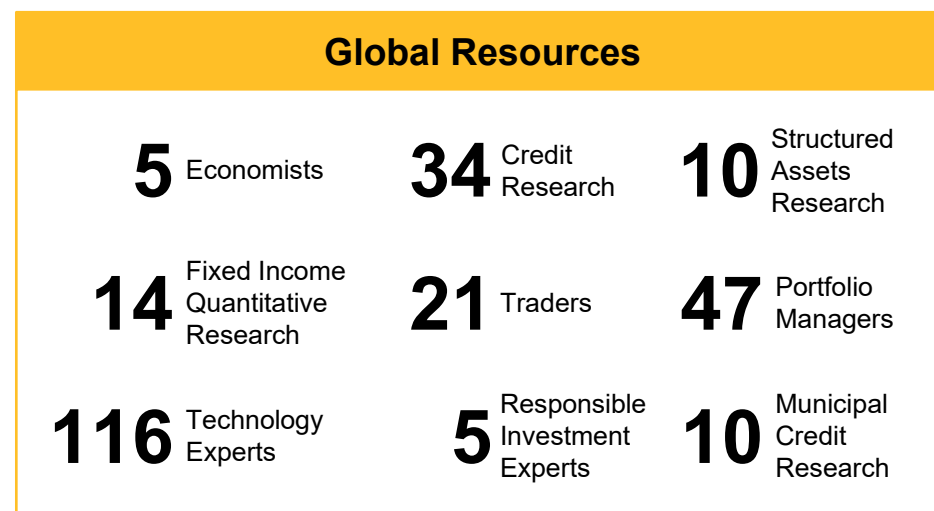 Global Resources
5 Economists
34 Credit
Research
10 Structured
Assets
Research
14 Fixed Income
Quantitative
Research
21 Traders
47 Portfolio
Managers
116 Technology
Experts
5 Responsible
Investment
Experts
10 Municipal
Credit
Research